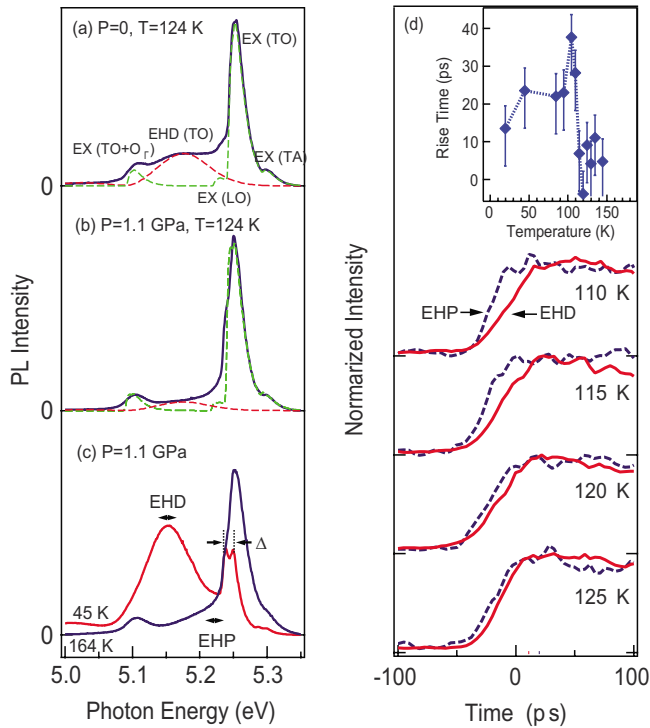 (a) P=0, T=124 K
EX (TO)
EHD (TO)
EX (TO+OΓ)
EX (TA)
EX (LO)
0
(b) P=1.1 GPa, T=124 K
0
(c) P=1.1 GPa
EHD
Δ
45 K
EHP
0
164 K
5.0 5.1 5.2 5.3
Photon Energy (eV)
PL Intensity
(d)
40
30
20
10
0
Rise Time (ps)
0 50 100 150
Temperature (K)
EHP
EHD
110 K
115 K
120 K
125 K
-100 0 100
Time (ps)
Normarized Intensity